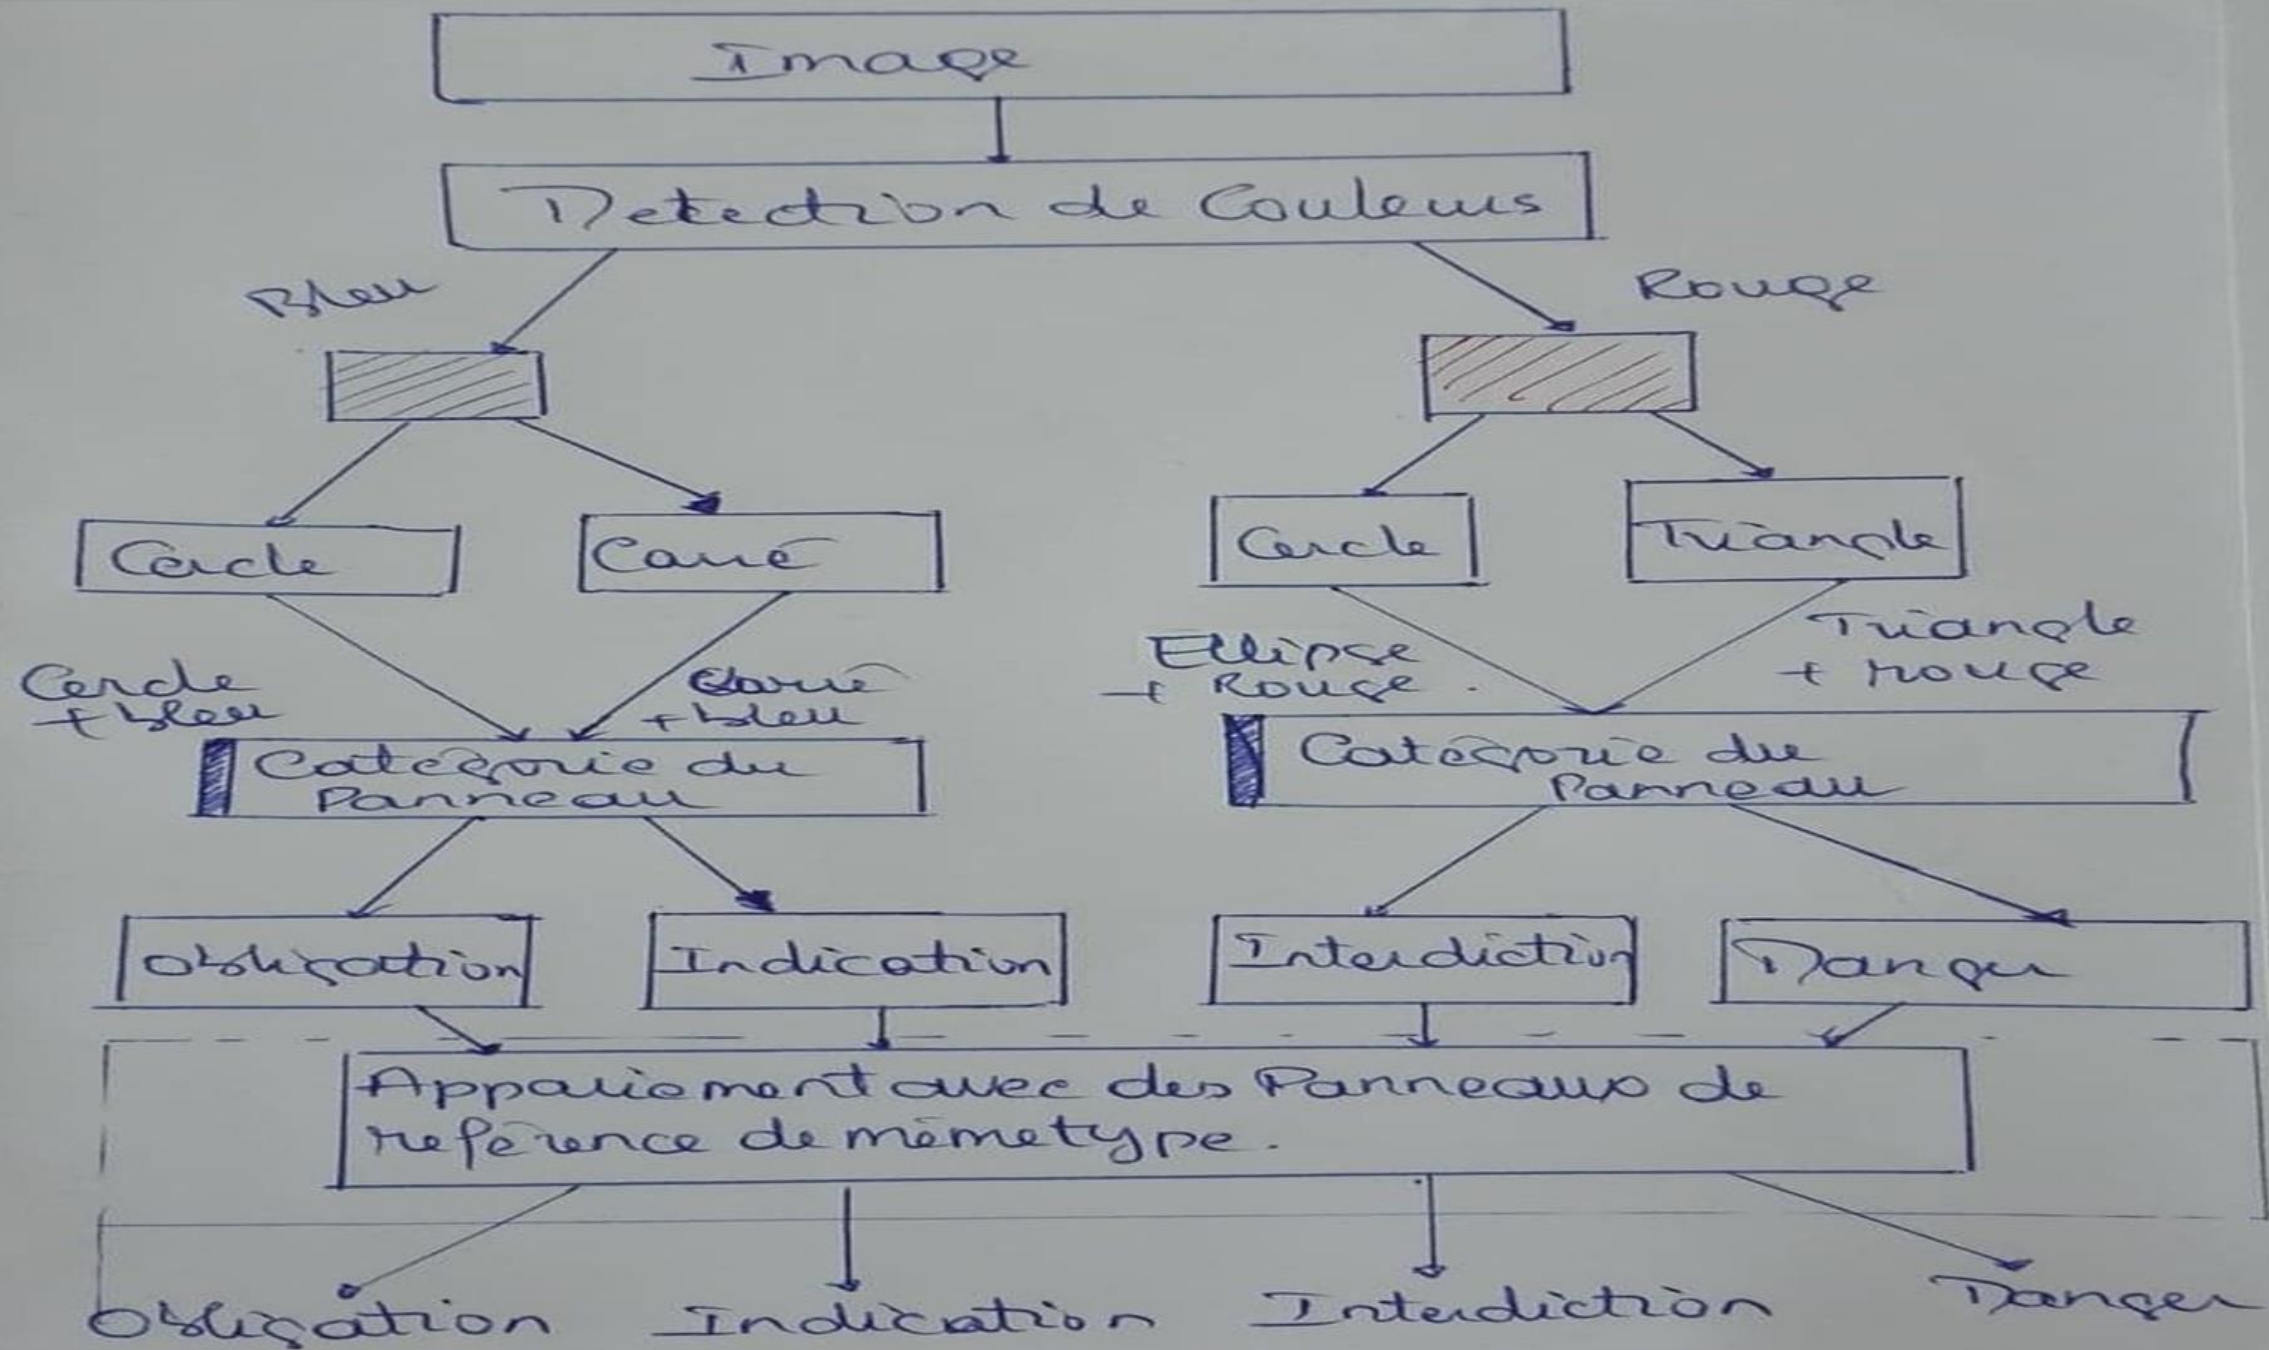 Image
Detection de Couleurs
Bleu
Rouge
Cercle
Carré
Cercle
Triangle
Cercle
+ bleu
Carré
+ bleu
Ellipse
+ Rouge.
Triangle
+ rouge
Catégorie du
Panneau
Catégorie du
Panneau
Obligation
Indication
Interdiction
Danger
Appariement avec des Panneaux de
reférence de même type.
Obligation
Indication
Interdiction
Danger